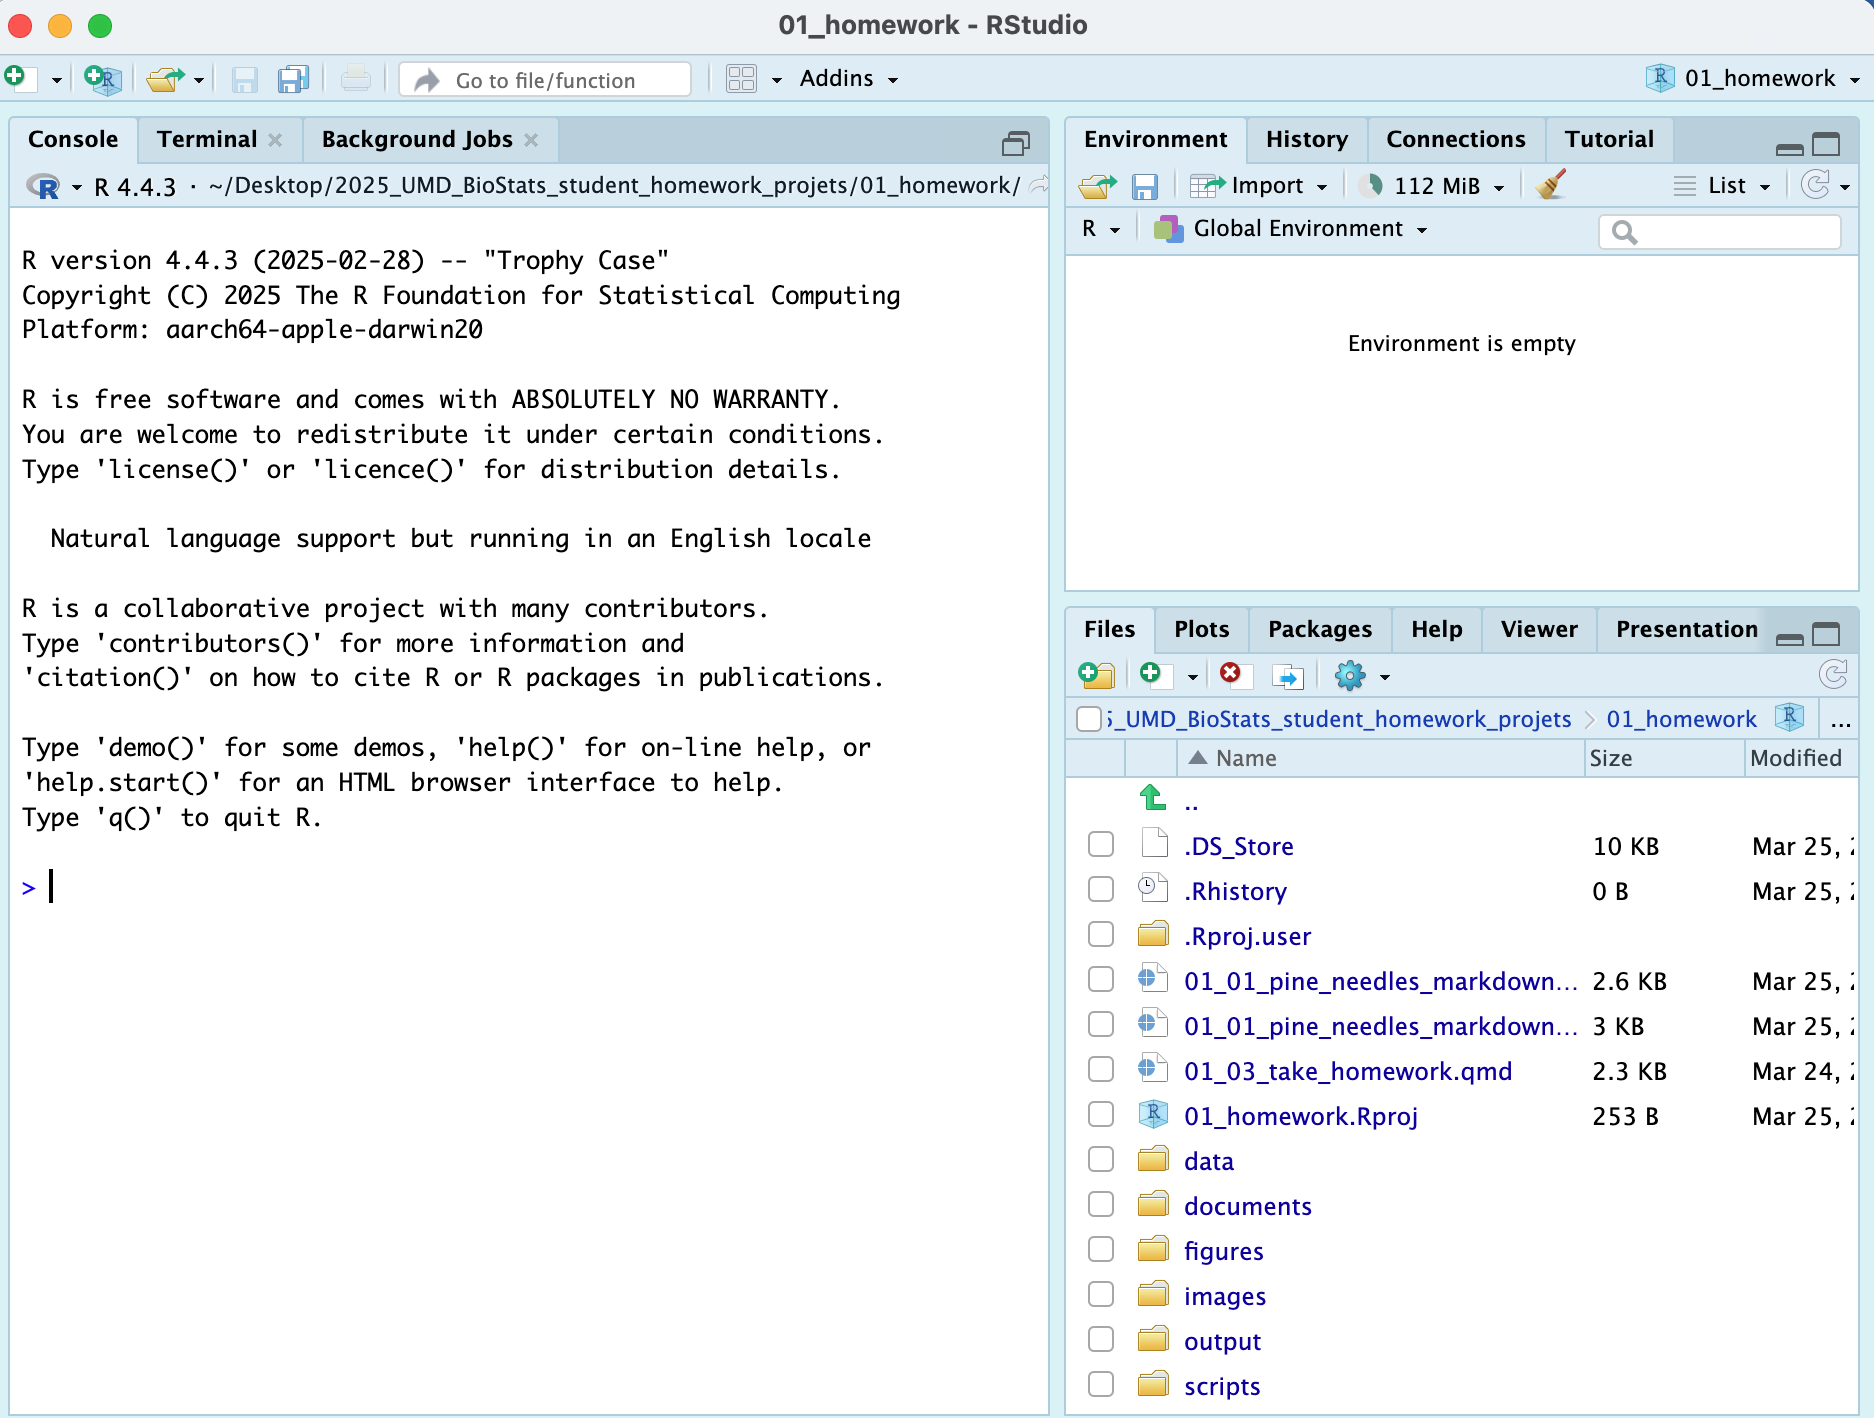 01_homework - RStudio
Go to file/function
Addins
01_homework
Console
Terminal
Background Jobs
R 4.4.3 · ~/Desktop/2025_UMD_BioStats_student_homework_projets/01_homework/
R version 4.4.3 (2025-02-28) -- "Trophy Case"
Copyright (C) 2025 The R Foundation for Statistical Computing
Platform: aarch64-apple-darwin20
R is free software and comes with ABSOLUTELY NO WARRANTY.
You are welcome to redistribute it under certain conditions.
Type 'license()' or 'licence()' for distribution details.
Natural language support but running in an English locale
R is a collaborative project with many contributors.
Type 'contributors()' for more information and
'citation()' on how to cite R or R packages in publications.
Type 'demo()' for some demos, 'help()' for on-line help, or
'help.start()' for an HTML browser interface to help.
Type 'q()' to quit R.
>
Environment
History
Connections
Tutorial
Import
112 MiB
List
R
Global Environment
Environment is empty
Files
Plots
Packages
Help
Viewer
Presentation
_UMD_BioStats_student_homework_projets
01_homework
...
Name
Size
Modified
..
.DS_Store 10 KB Mar 25,
.Rhistory 0 B Mar 25,
.Rproj.user
01_01_pine_needles_markdown... 2.6 KB Mar 25,
01_01_pine_needles_markdown... 3 KB Mar 25,
01_03_take_homework.qmd 2.3 KB Mar 24,
01_homework.Rproj 253 B Mar 25,
data
documents
figures
images
output
scripts